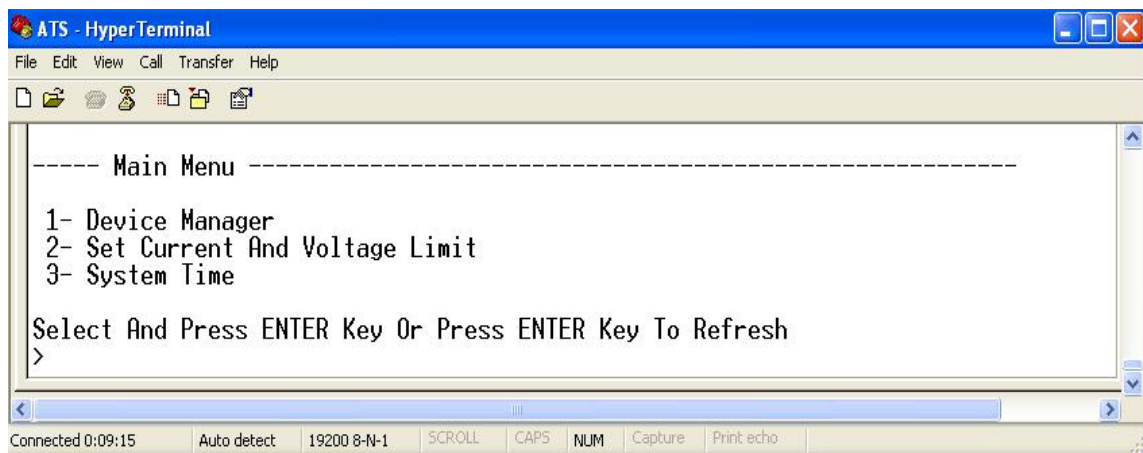 ATS - HyperTerminal
File Edit View Call Transfer Help
----- Main Menu ---------------------------------------------------------
1- Device Manager
2- Set Current And Voltage Limit
3- System Time
Select And Press ENTER Key Or Press ENTER Key To Refresh
>
Connected 0:09:15 Auto detect 19200 8-N-1 SCROLL CAPS NUM Capture Print echo